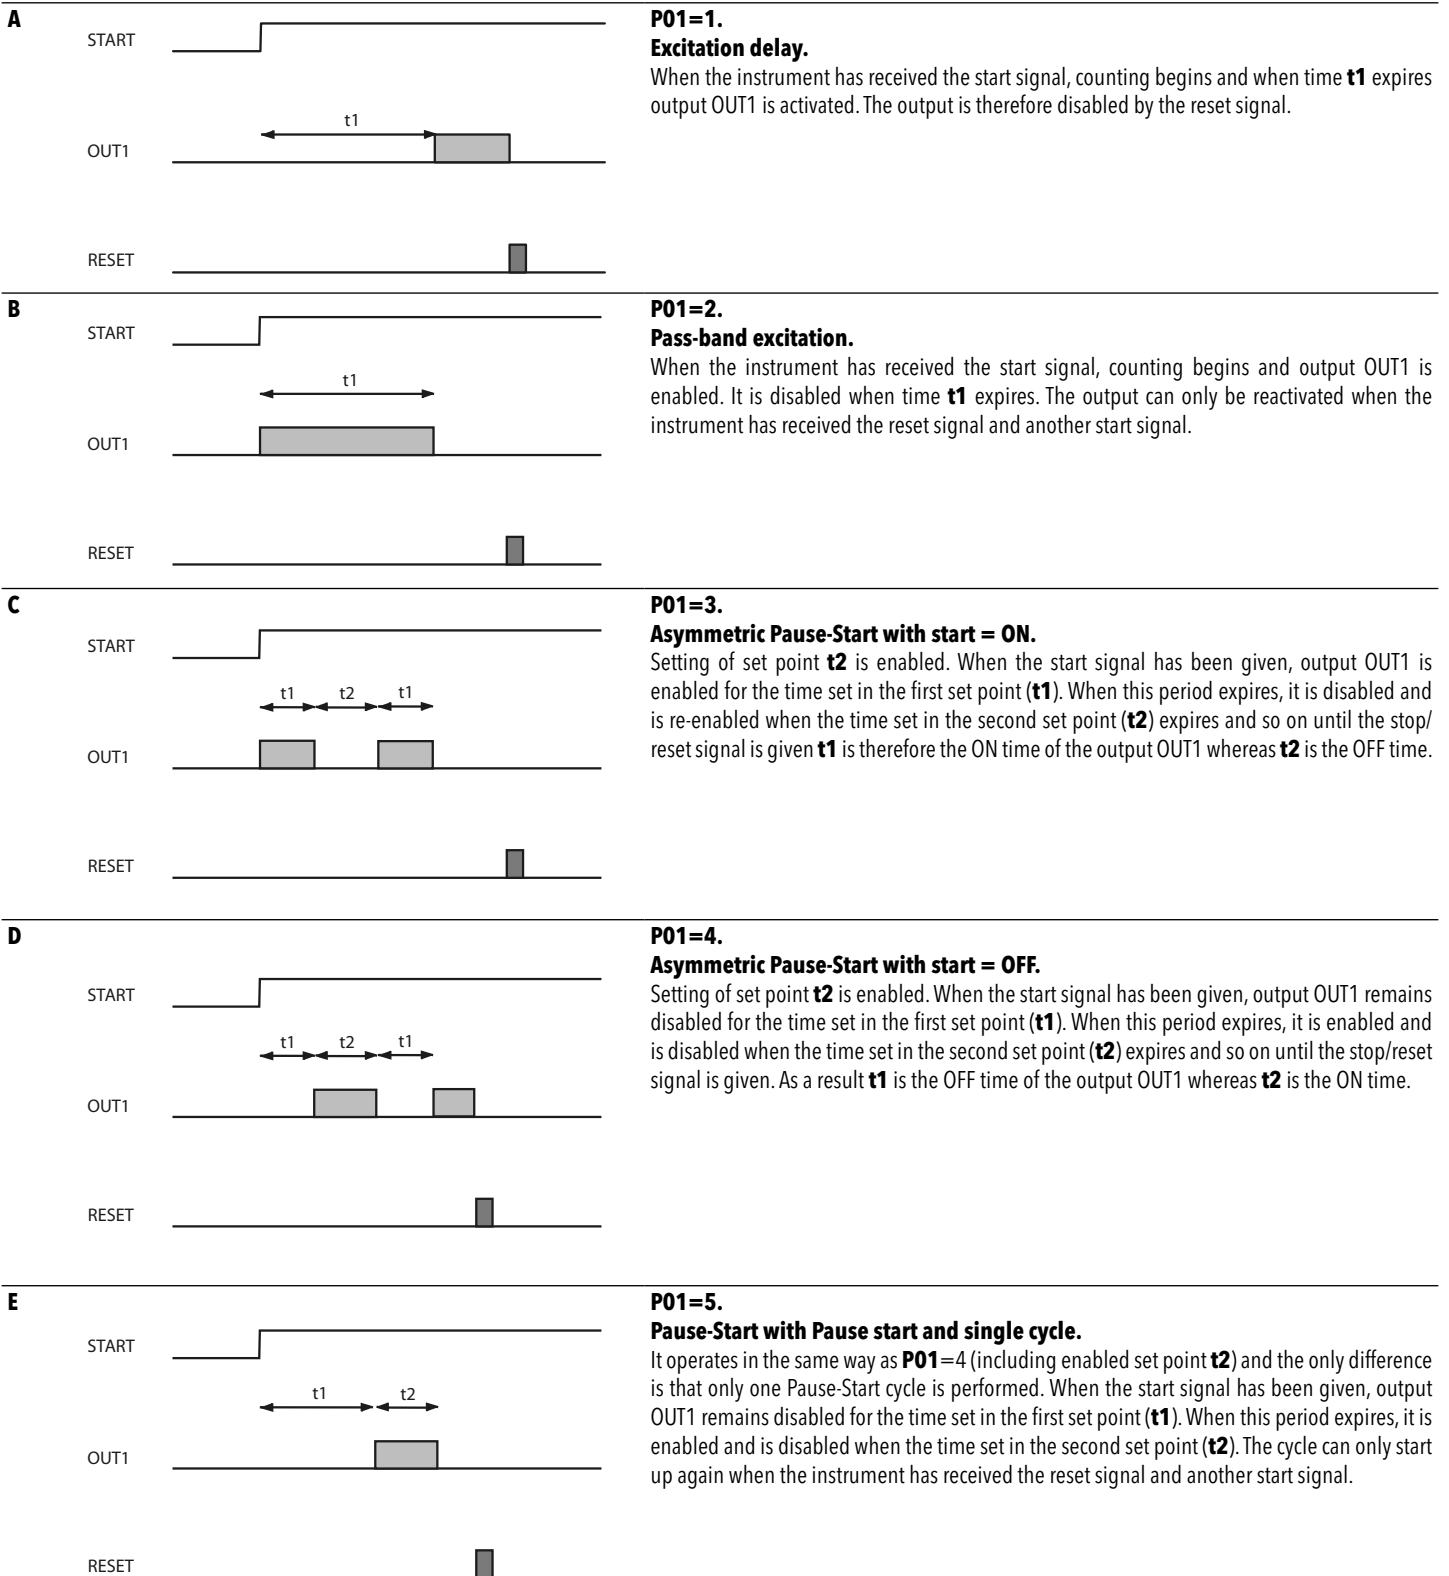 A
START
t1
OUT1
RESET
P01=1.
Excitation delay.
When the instrument has received the start signal, counting begins and when time t1 expires
output OUT1 is activated. The output is therefore disabled by the reset signal.
B
START
t1
OUT1
RESET
P01=2.
Pass-band excitation.
When the instrument has received the start signal, counting begins and output OUT1 is
enabled. It is disabled when time t1 expires. The output can only be reactivated when the
instrument has received the reset signal and another start signal.
C
START
t1 t2 t1
OUT1
RESET
P01=3.
Asymmetric Pause-Start with start = ON.
Setting of set point t2 is enabled. When the start signal has been given, output OUT1 is
enabled for the time set in the first set point (t1). When this period expires, it is disabled and
is re-enabled when the time set in the second set point (t2) expires and so on until the stop/
reset signal is given t1 is therefore the ON time of the output OUT1 whereas t2 is the OFF time.
D
START
t1 t2 t1
OUT1
RESET
P01=4.
Asymmetric Pause-Start with start = OFF.
Setting of set point t2 is enabled. When the start signal has been given, output OUT1 remains
disabled for the time set in the first set point (t1). When this period expires, it is enabled and
is disabled when the time set in the second set point (t2) expires and so on until the stop/reset
signal is given. As a result t1 is the OFF time of the output OUT1 whereas t2 is the ON time.
E
START
t1 t2
OUT1
RESET
P01=5.
Pause-Start with Pause start and single cycle.
It operates in the same way as P01=4 (including enabled set point t2) and the only difference
is that only one Pause-Start cycle is performed. When the start signal has been given, output
OUT1 remains disabled for the time set in the first set point (t1). When this period expires, it is
enabled and is disabled when the time set in the second set point (t2). The cycle can only start
up again when the instrument has received the reset signal and another start signal.